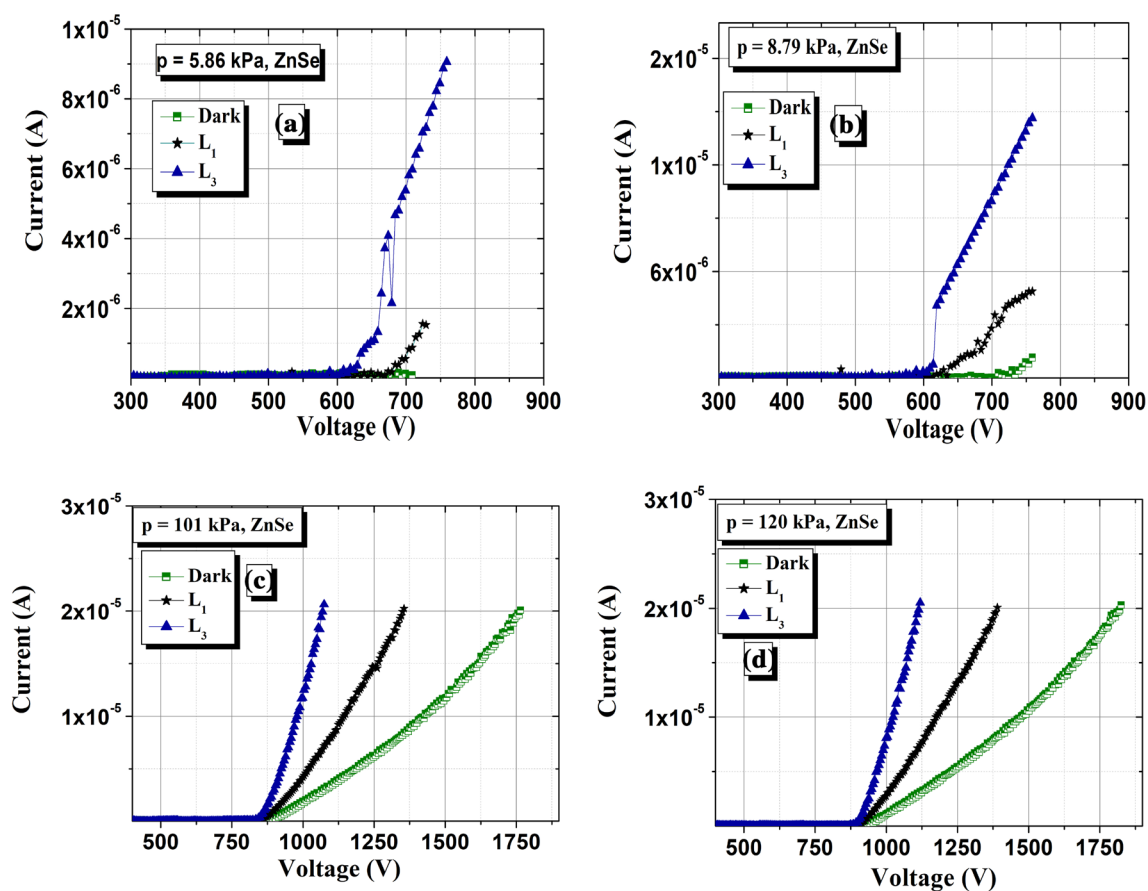 1x10⁻⁵
p = 5.86 kPa, ZnSe
8x10⁻⁶
Dark
(a)
L₁
L₃
6x10⁻⁶
4x10⁻⁶
2x10⁻⁶
Current (A)
300 400 500 600 700 800 900
Voltage (V)
2x10⁻⁵
p = 8.79 kPa, ZnSe
Dark
(b)
L₁
L₃
1x10⁻⁵
6x10⁻⁶
Current (A)
300 400 500 600 700 800 900
Voltage (V)
3x10⁻⁵
p = 101 kPa, ZnSe
Dark
(c)
L₁
L₃
2x10⁻⁵
1x10⁻⁵
Current (A)
500 750 1000 1250 1500 1750
Voltage (V)
3x10⁻⁵
p = 120 kPa, ZnSe
Dark
L₁
L₃
(d)
2x10⁻⁵
1x10⁻⁵
Current (A)
500 750 1000 1250 1500 1750
Voltage (V)